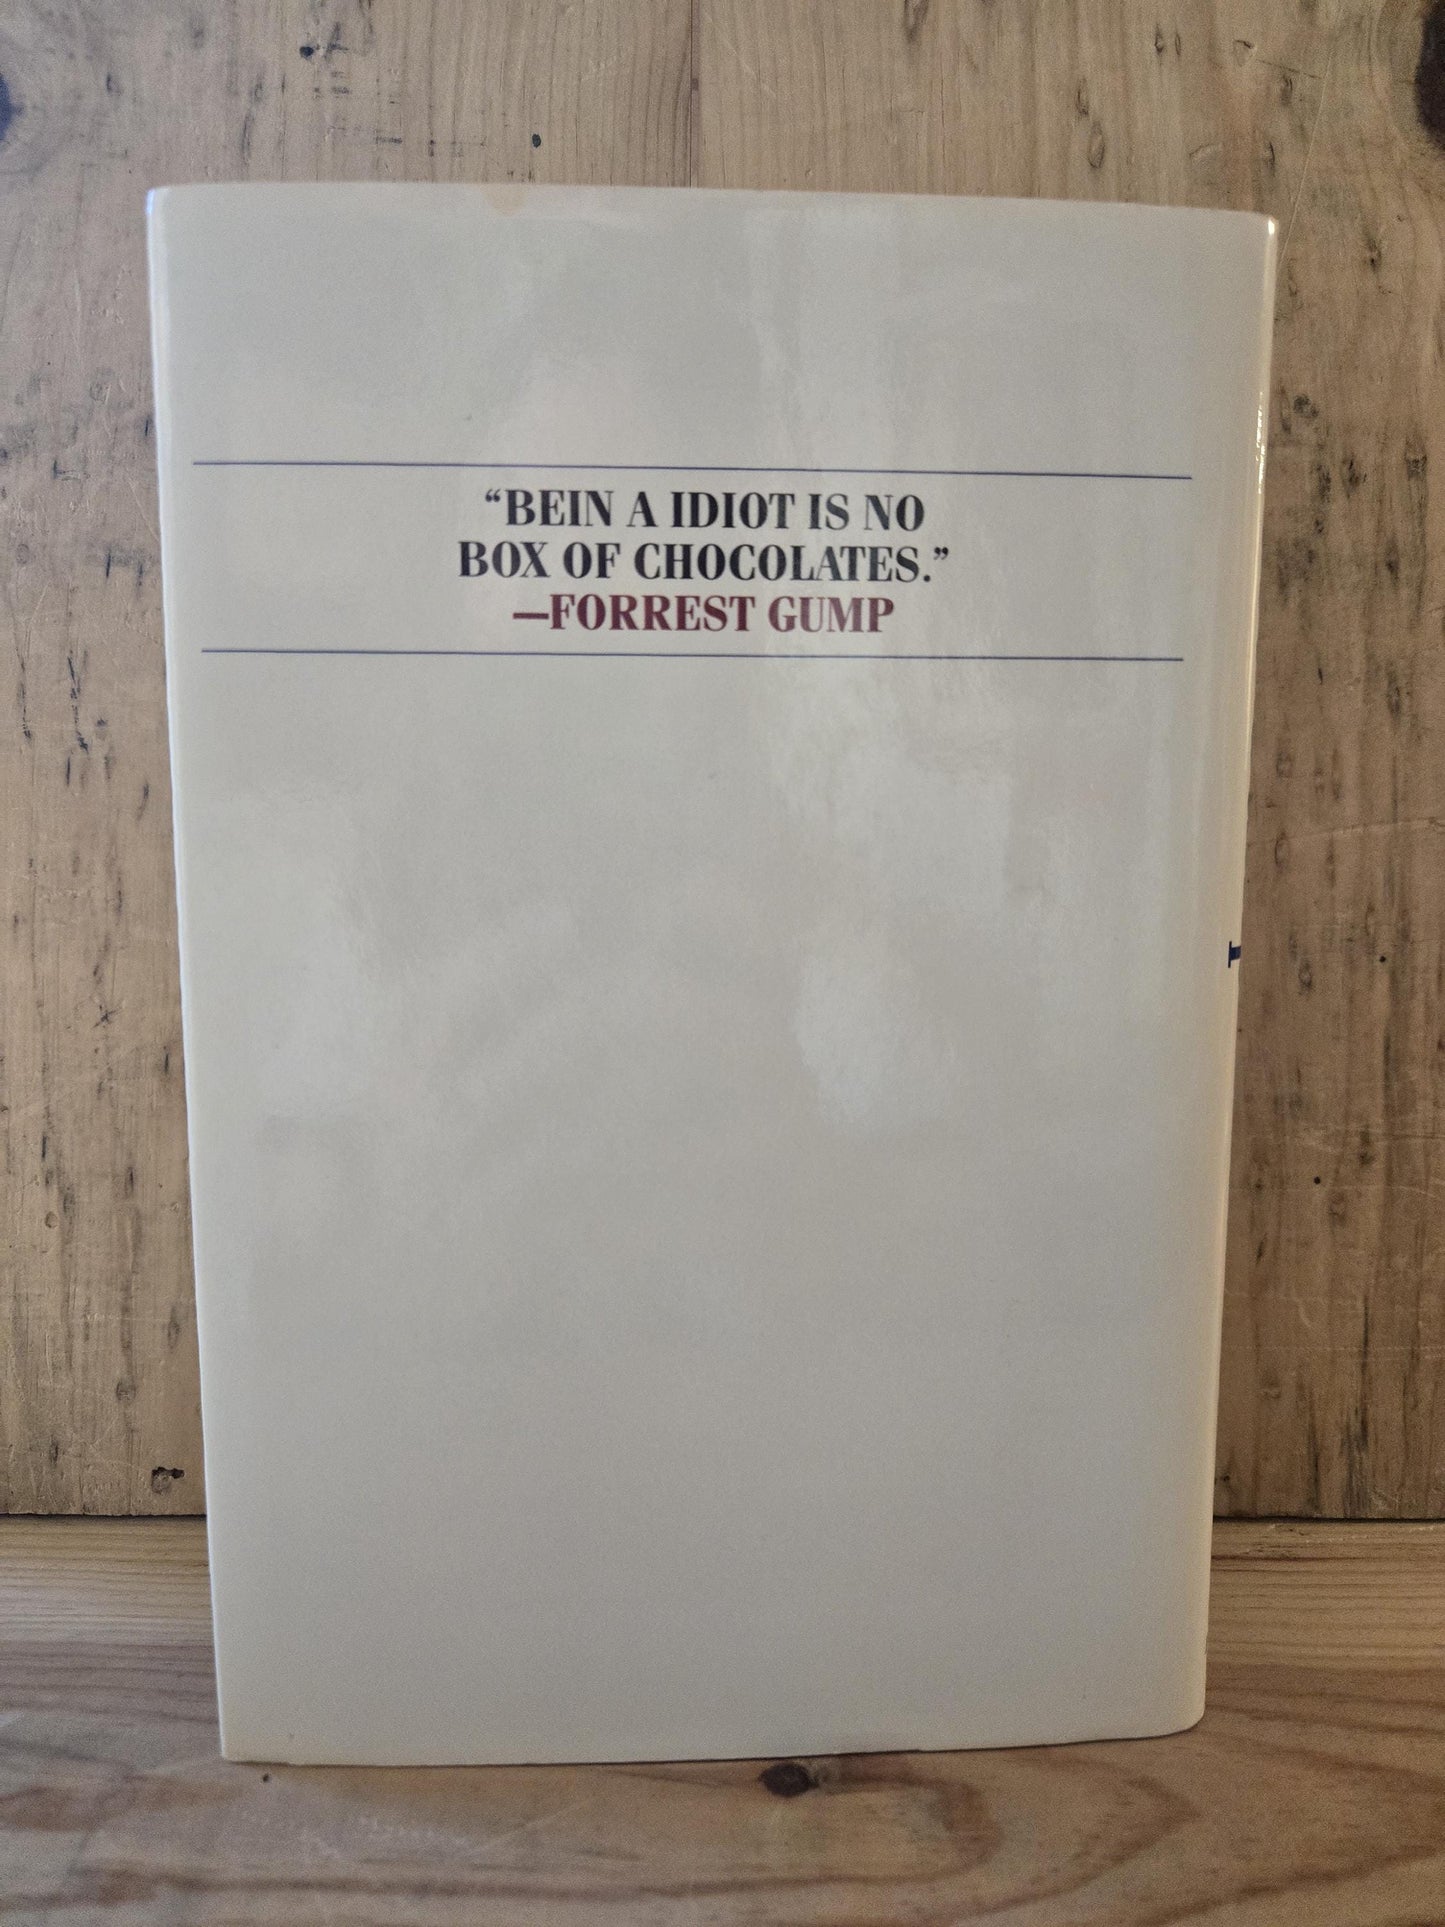 “BEIN A IDIOT IS NO
BOX OF CHOCOLATES.”
—FORREST GUMP